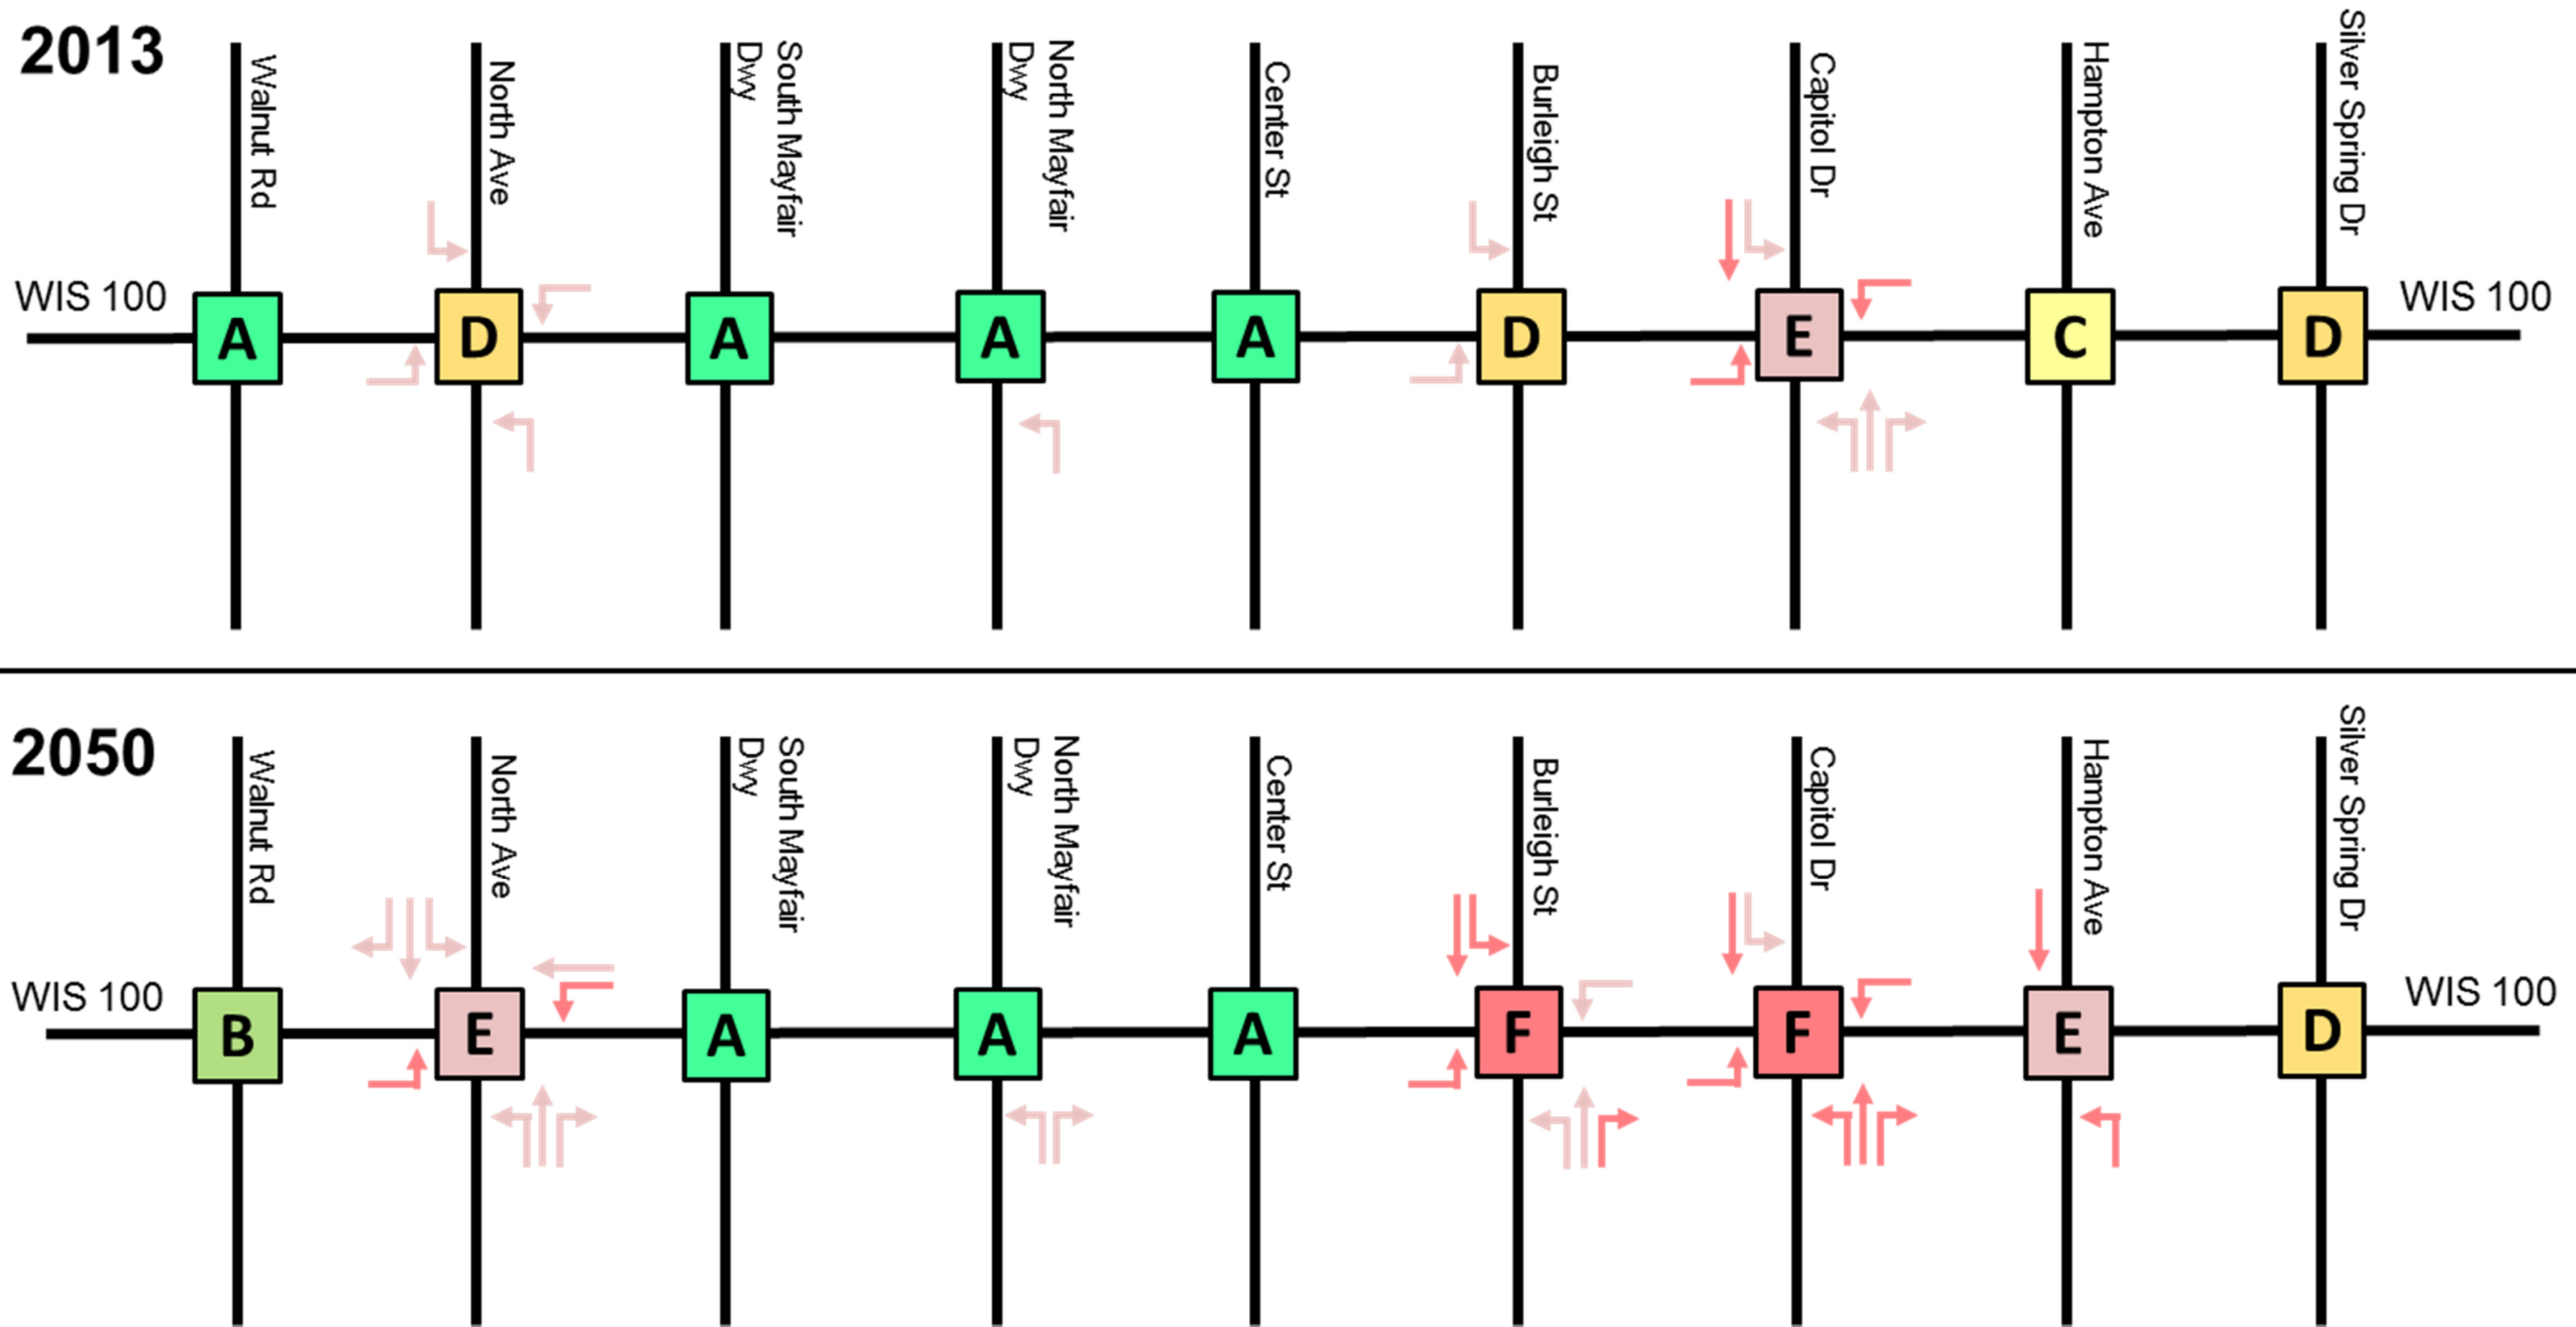 2013
Walnut Rd
North Ave
South Mayfair
Dwy
North Mayfair
Dwy
Center St
Burleigh St
Capitol Dr
Hampton Ave
Silver Spring Dr
WIS 100
A
D
A
A
A
D
E
C
D
WIS 100
2050
Walnut Rd
North Ave
South Mayfair
Dwy
North Mayfair
Dwy
Center St
Burleigh St
Capitol Dr
Hampton Ave
Silver Spring Dr
WIS 100
B
E
A
A
A
F
F
E
D
WIS 100